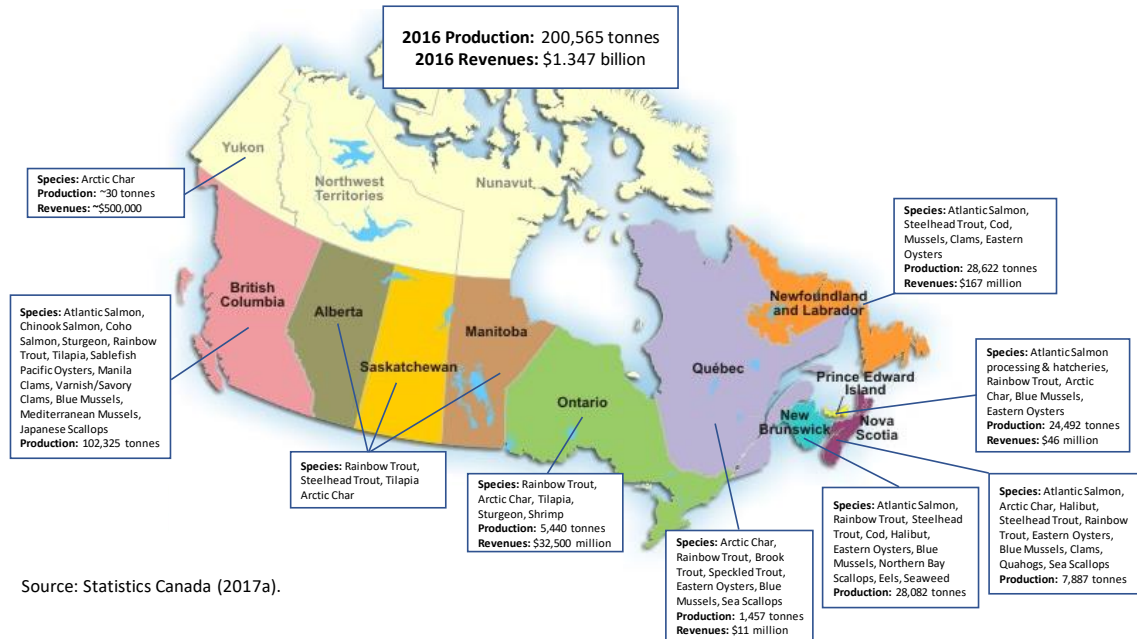 2016 Production: 200,565 tonnes
2016 Revenues: $1.347 billion
Yukon
Northwest
Territories
Nunavut
Species: Arctic Char
Production: ~30 tonnes
Revenues: ~$500,000
British
Columbia
Alberta
Saskatchewan
Manitoba
Ontario
Québec
Newfoundland
and Labrador
Prince Edward
Island
New
Brunswick
Nova
Scotia
Species: Atlantic Salmon,
Steelhead Trout, Cod,
Mussels, Clams, Eastern
Oysters
Production: 28,622 tonnes
Revenues: $167 million
Species: Atlantic Salmon,
Chinook Salmon, Coho
Salmon, Sturgeon, Rainbow
Trout, Tilapia, Sablefish
Pacific Oysters, Manila
Clams, Varnish/Savory
Clams, Blue Mussels,
Mediterranean Mussels,
Japanese Scallops
Production: 102,325 tonnes
Species: Atlantic Salmon
processing & hatcheries,
Rainbow Trout, Arctic
Char, Blue Mussels,
Eastern Oysters
Production: 24,492 tonnes
Revenues: $46 million
Species: Rainbow Trout,
Steelhead Trout, Tilapia
Arctic Char
Species: Rainbow Trout,
Arctic Char, Tilapia,
Sturgeon, Shrimp
Production: 5,440 tonnes
Revenues: $32,500 million
Species: Arctic Char,
Rainbow Trout, Brook
Trout, Speckled Trout,
Eastern Oysters, Blue
Mussels, Sea Scallops
Production: 1,457 tonnes
Revenues: $11 million
Species: Atlantic Salmon,
Rainbow Trout, Steelhead
Trout, Cod, Halibut,
Eastern Oysters, Blue
Mussels, Northern Bay
Scallops, Eels, Seaweed
Production: 28,082 tonnes
Species: Atlantic Salmon,
Arctic Char, Halibut,
Steelhead Trout, Rainbow
Trout, Eastern Oysters,
Blue Mussels, Clams,
Quahogs, Sea Scallops
Production: 7,887 tonnes
Source: Statistics Canada (2017a).